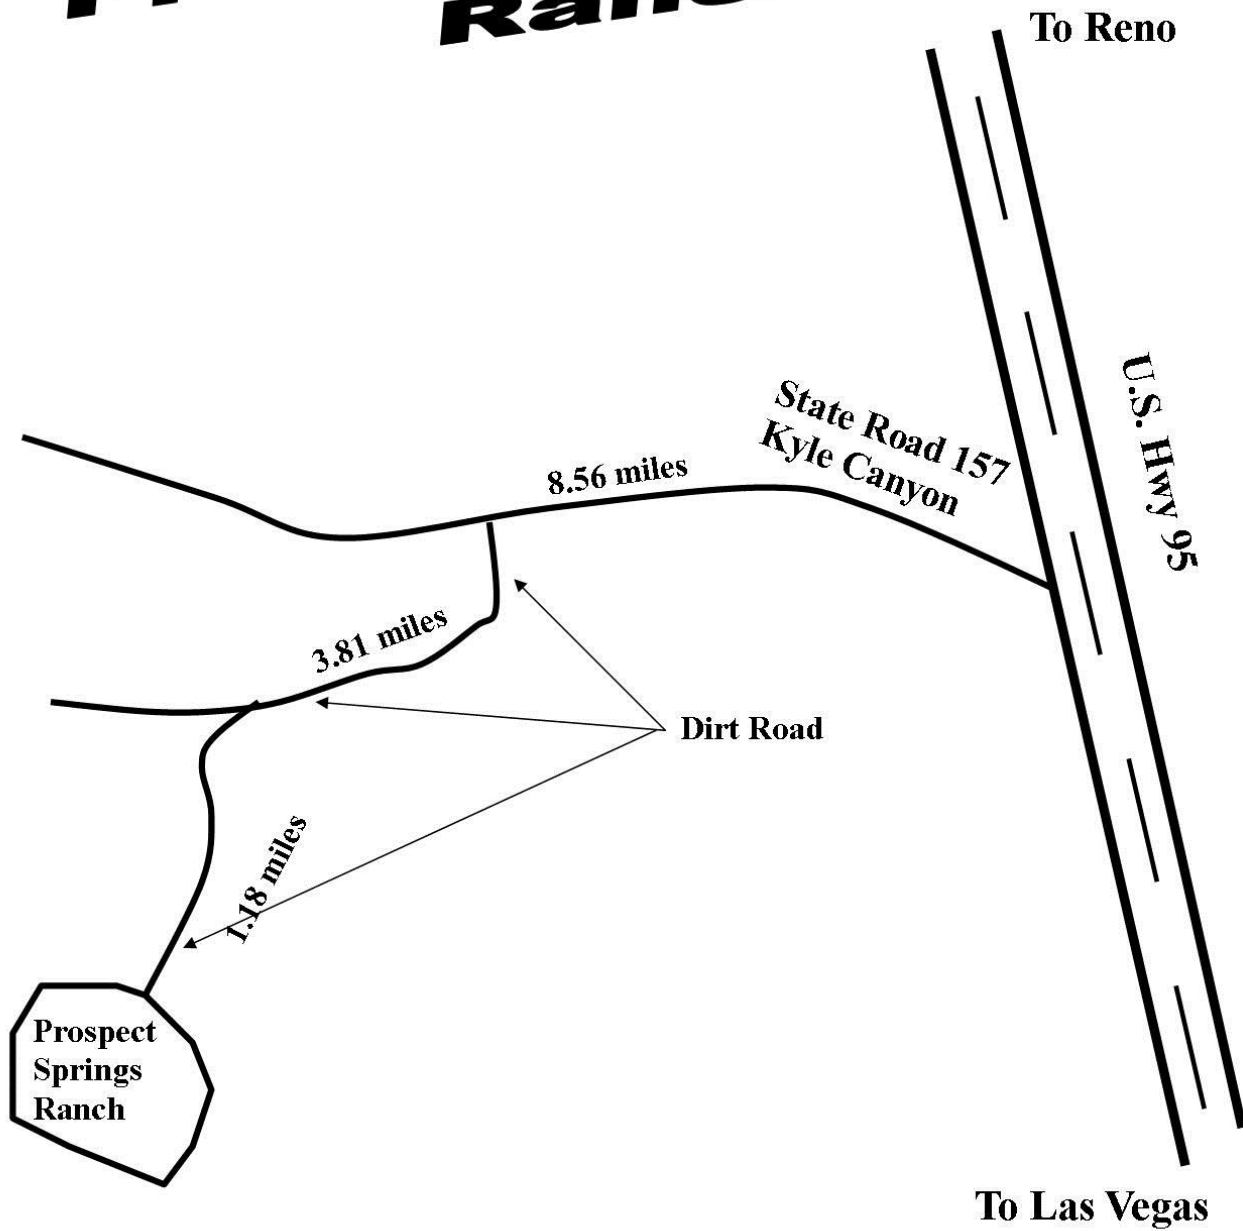 To Reno
State Road 157
Kyle Canyon
U.S. Hwy 95
8.56 miles
3.81 miles
Dirt Road
1.18 miles
Prospect
Springs
Ranch
To Las Vegas